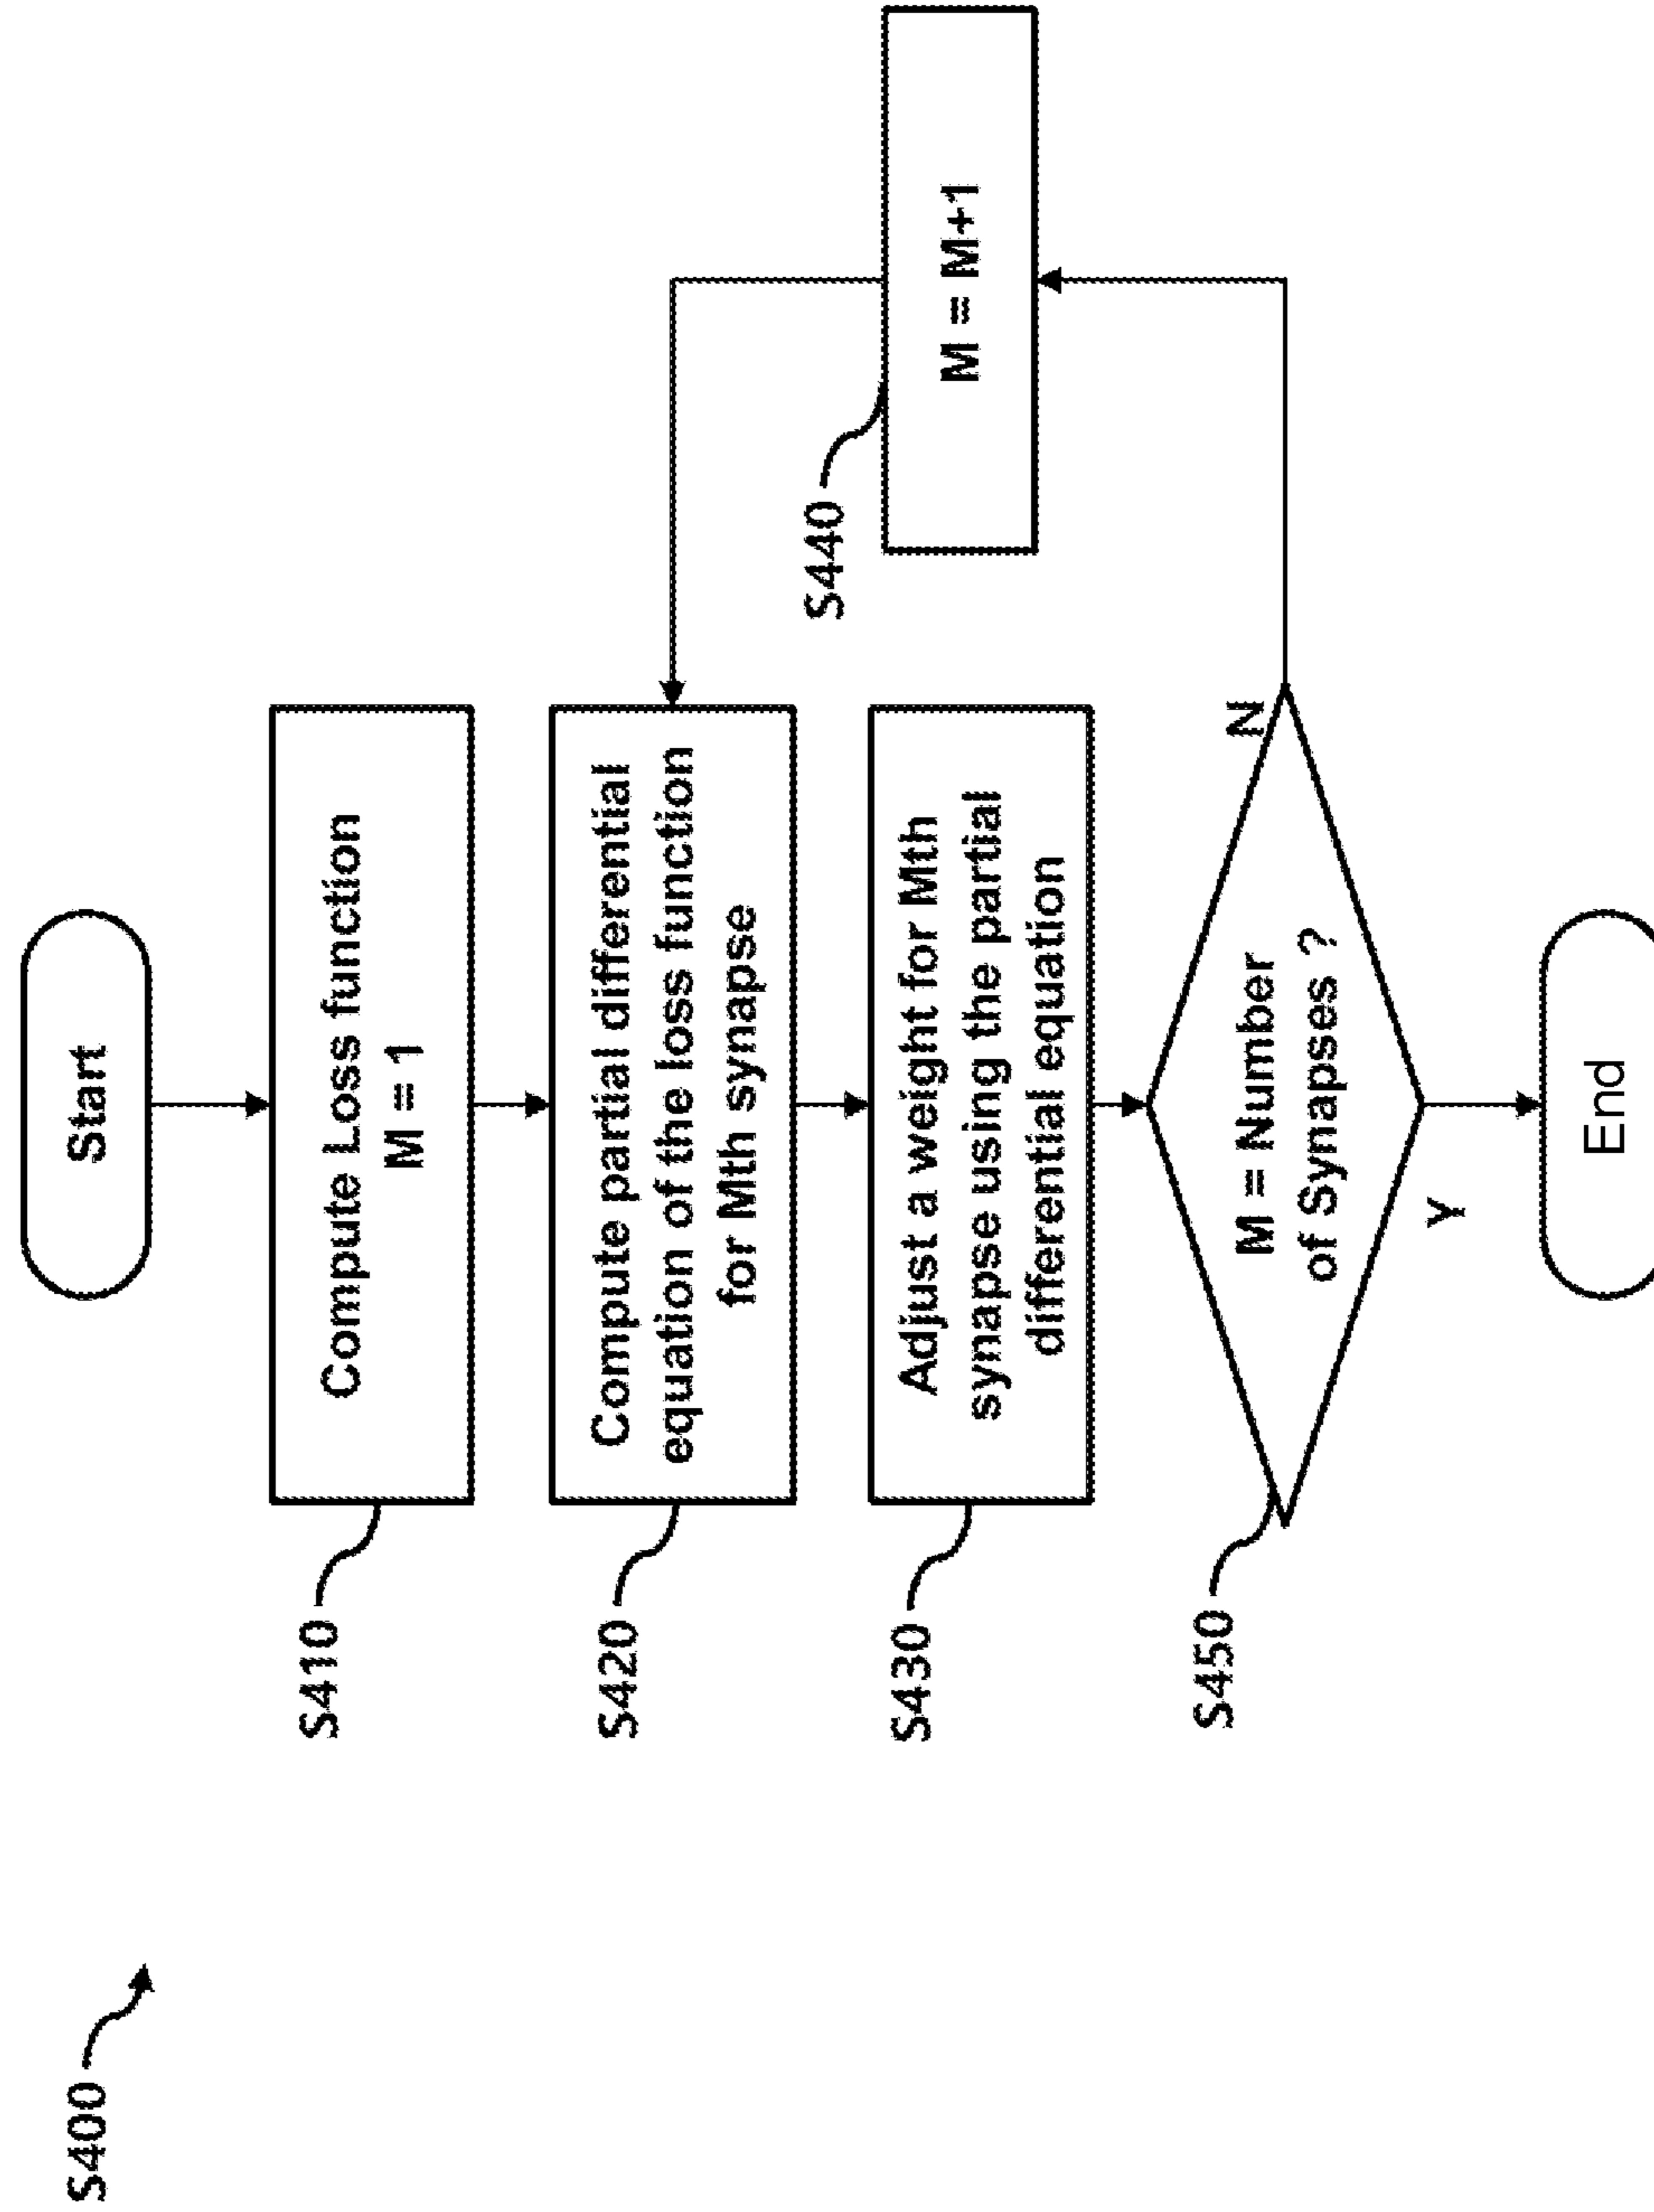 S400
Start
S410
Compute Loss function
M = 1
S420
Compute partial differential
equation of the loss function
for Mth synapse
S430
Adjust a weight for Mth
synapse using the partial
differential equation
S440
M = M+1
S450
M = Number
of Synapses ?
N
Y
End